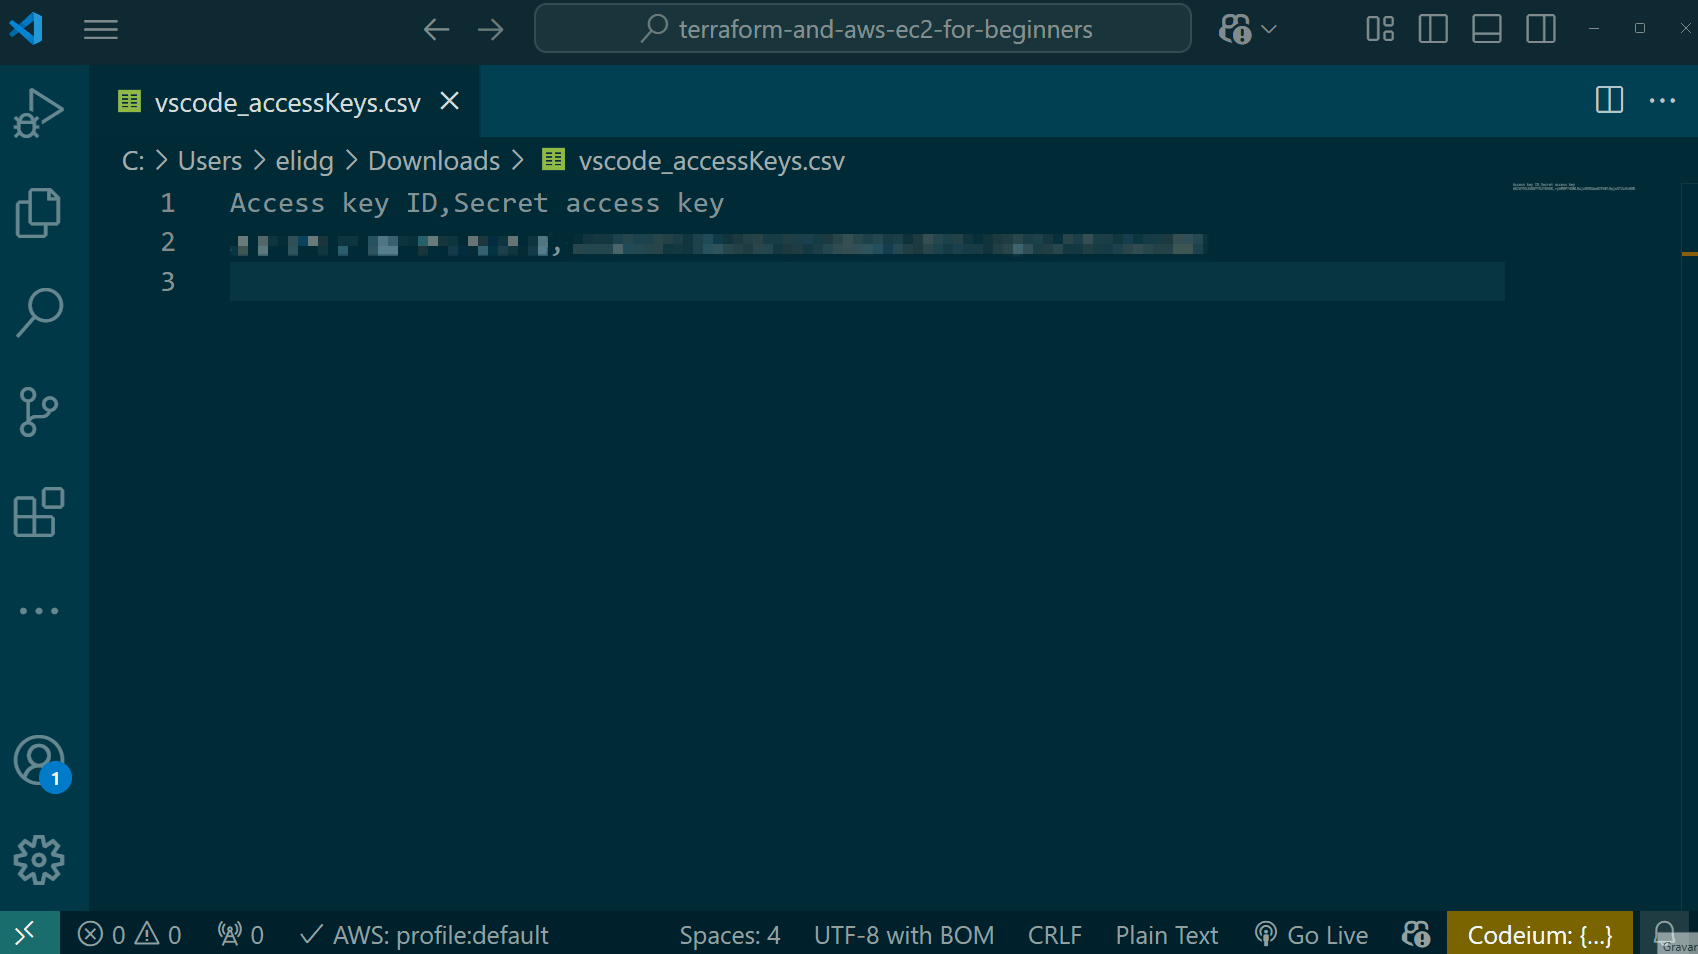 terraform-and-aws-ec2-for-beginners
vscode_accessKeys.csv
C: > Users > elidg > Downloads > vscode_accessKeys.csv
1 Access key ID,Secret access key
2 ,
3
1
0 0 0 AWS: profile:default Spaces: 4 UTF-8 with BOM CRLF Plain Text Go Live Codeium: {...}
Gravar